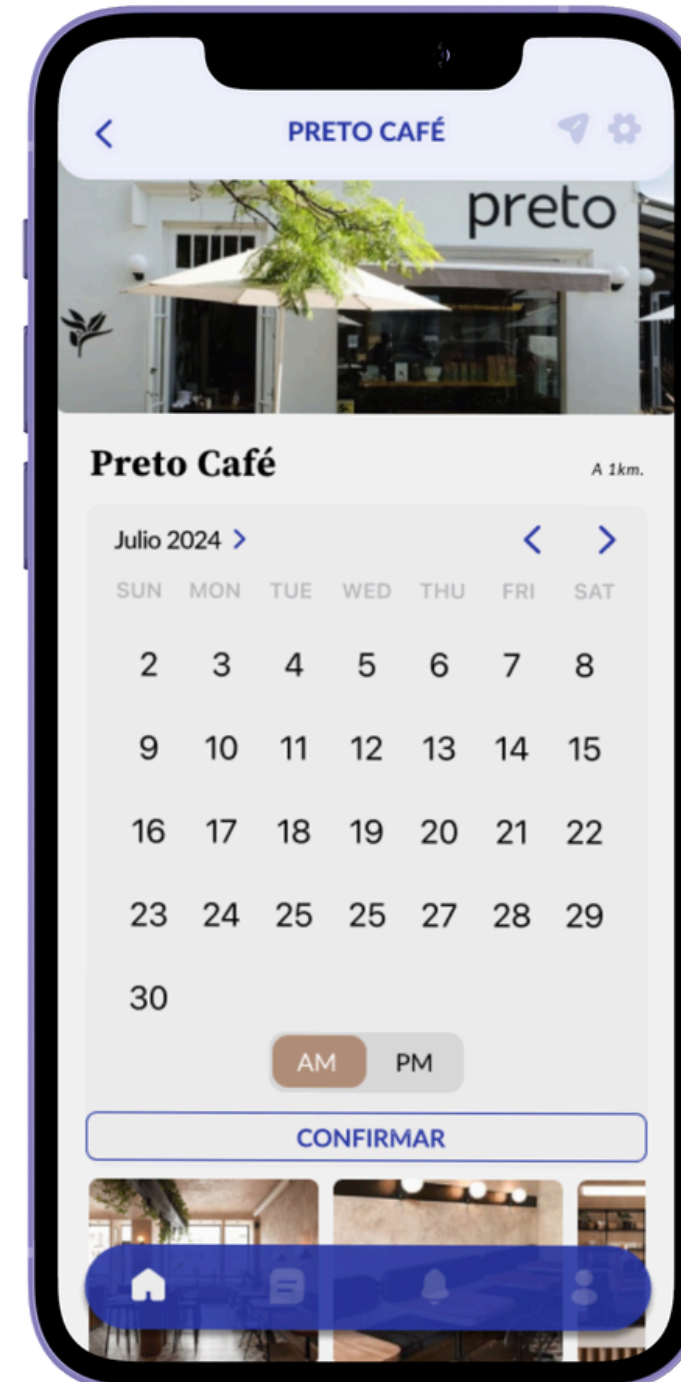 PRETO CAFÉ
preto
Preto Café
A 1km.
Julio 2024
SUN MON TUE WED THU FRI SAT
2 3 4 5 6 7 8
9 10 11 12 13 14 15
16 17 18 19 20 21 22
23 24 25 25 27 28 29
30
AM PM
CONFIRMAR